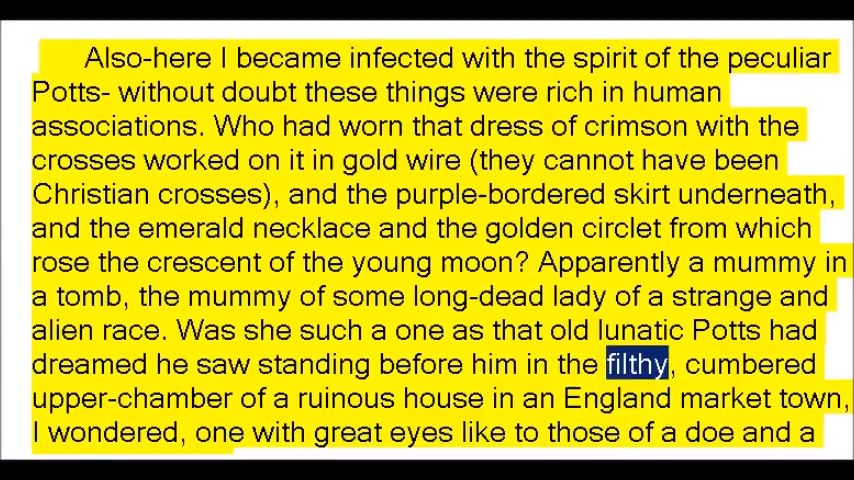 Also-here I became infected with the spirit of the peculiar
Potts- without doubt these things were rich in human
associations. Who had worn that dress of crimson with the
crosses worked on it in gold wire (they cannot have been
Christian crosses), and the purple-bordered skirt underneath,
and the emerald necklace and the golden circlet from which
rose the crescent of the young moon? Apparently a mummy in
a tomb, the mummy of some long-dead lady of a strange and
alien race. Was she such a one as that old lunatic Potts had
dreamed he saw standing before him in the filthy, cumbered
upper-chamber of a ruinous house in an England market town,
I wondered, one with great eyes like to those of a doe and a